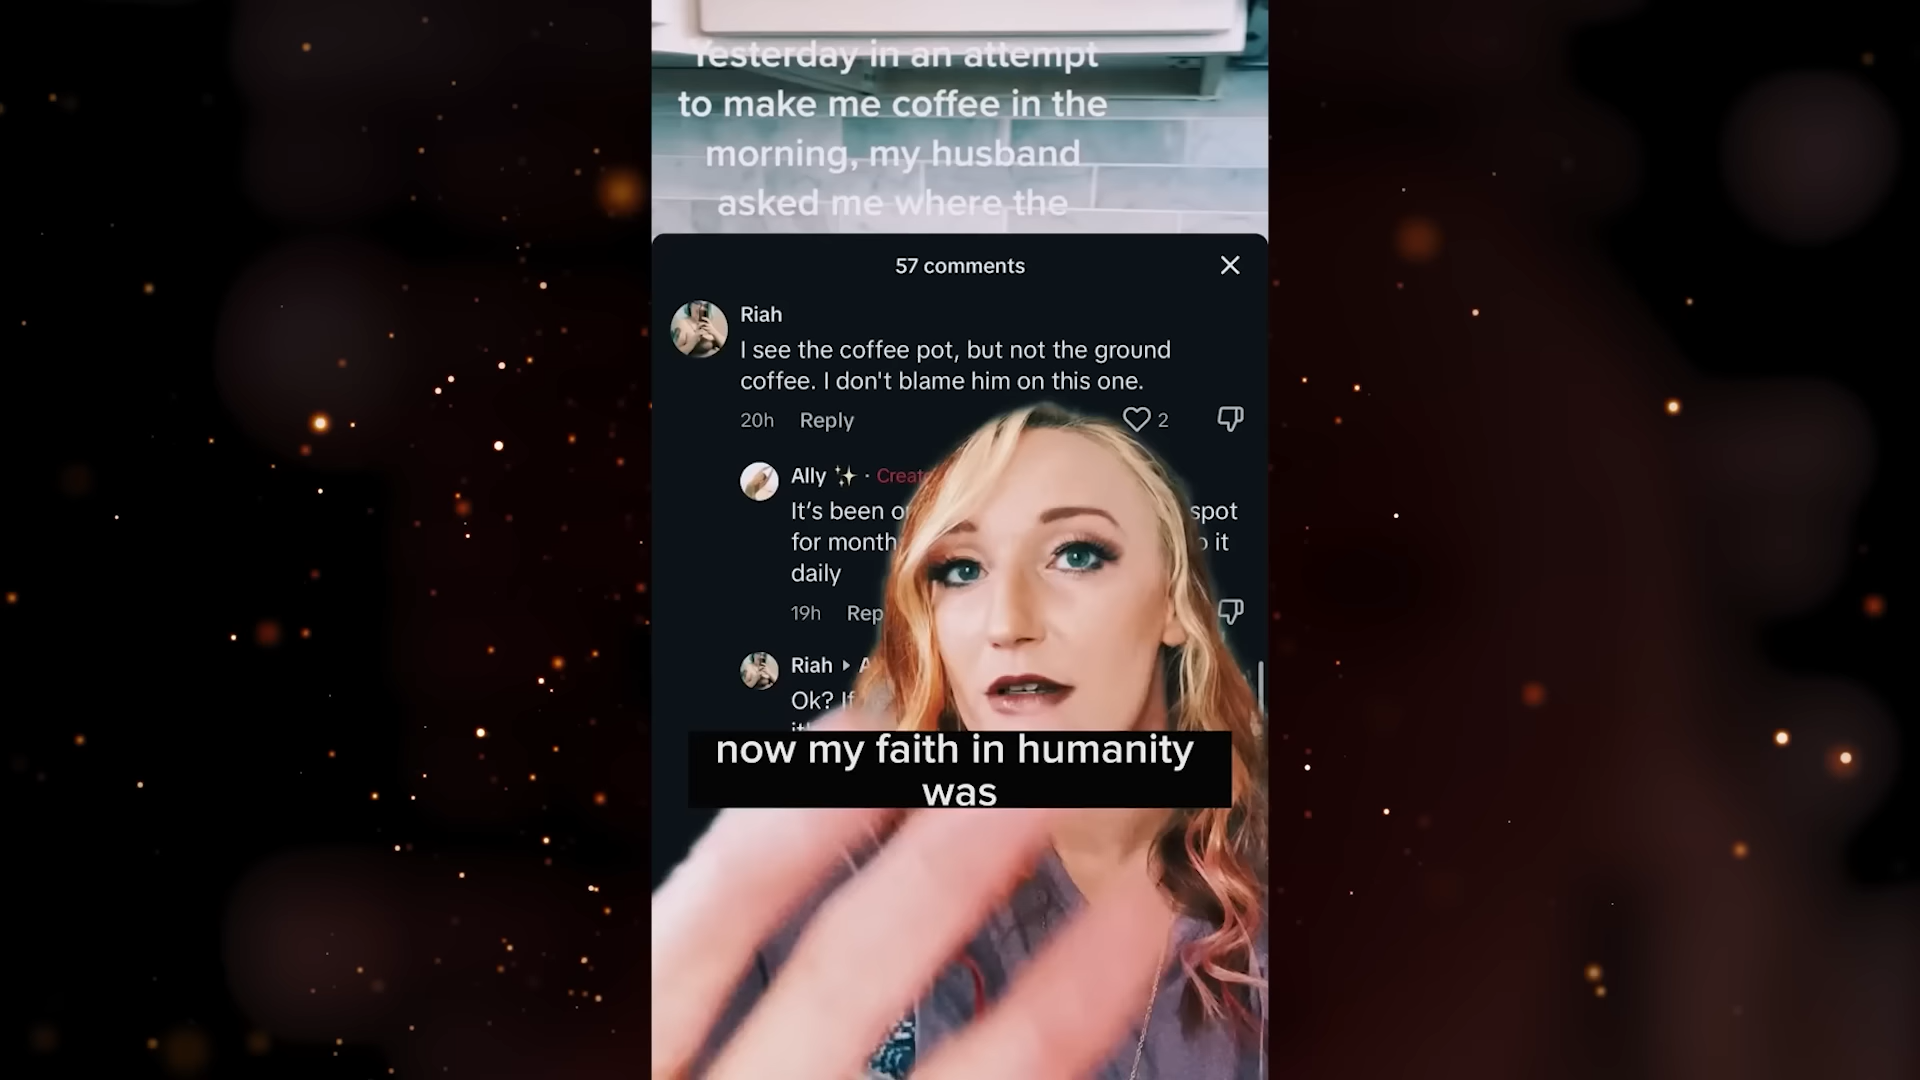 Yesterday in an attempt
to make me coffee in the
morning, my husband
asked me where the
57 comments
Riah
I see the coffee pot, but not the ground
coffee. I don't blame him on this one.
20h Reply 2
Ally ✨ ·
It's been spot
for it
daily
19h
Riah
Ok? If
now my faith in humanity
was